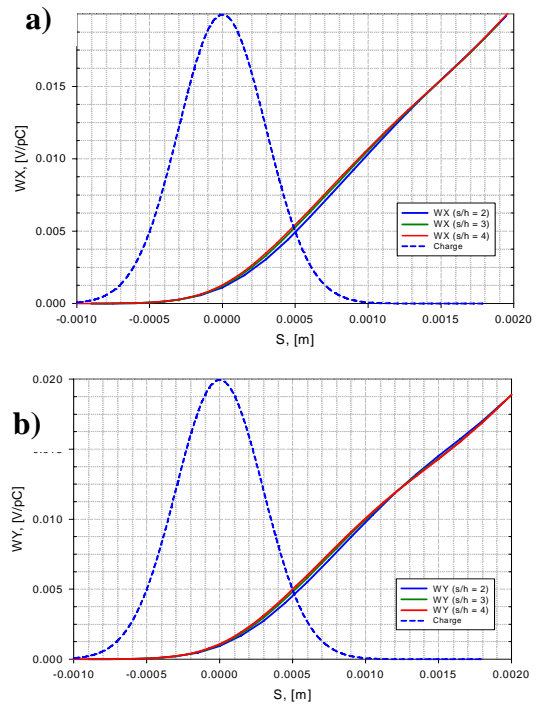 a)
0.015
0.010
0.005
0.000
WX, [V/pC]
WX (s/h = 2)
WX (s/h = 3)
WX (s/h = 4)
Charge
-0.0010 -0.0005 0.0000 0.0005 0.0010 0.0015 0.0020
S, [m]
b)
0.020
0.010
0.005
0.000
WY, [V/pC]
WY (s/h = 2)
WY (s/h = 3)
WY (s/h = 4)
Charge
-0.0010 -0.0005 0.0000 0.0005 0.0010 0.0015 0.0020
S, [m]